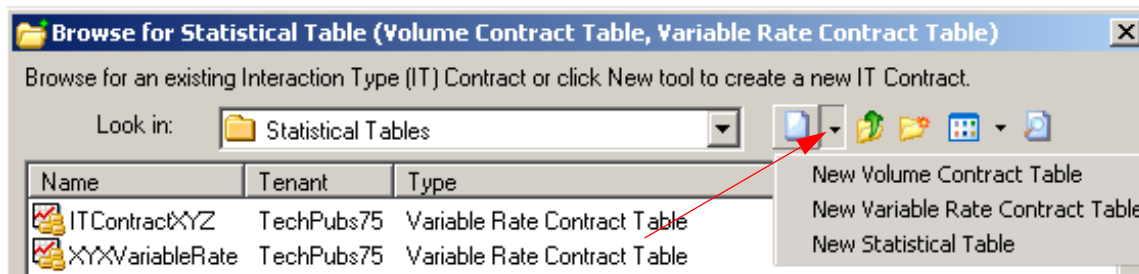 Browse for Statistical Table (Volume Contract Table, Variable Rate Contract Table)
Browse for an existing Interaction Type (IT) Contract or click New tool to create a new IT Contract.
Look in: Statistical Tables
Name Tenant Type
ITContractXYZ TechPubs75 Variable Rate Contract Table
XYXVariableRate TechPubs75 Variable Rate Contract Table
New Volume Contract Table
New Variable Rate Contract Table
New Statistical Table